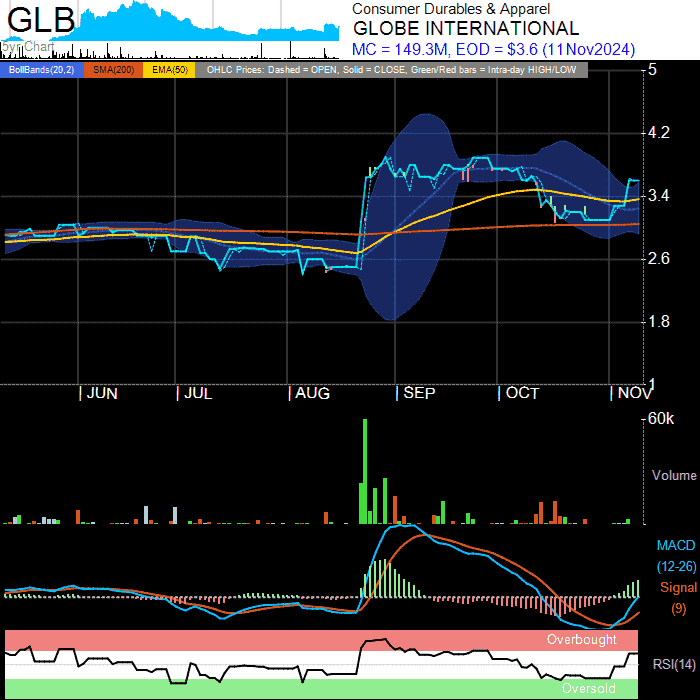 GLB
5yr Chart
Consumer Durables & Apparel
GLOBE INTERNATIONAL
MC = 149.3M, EOD = $3.6 (11Nov2024)
BollBands(20,2) SMA(200) EMA(50) OHLC Prices: Dashed = OPEN, Solid = CLOSE, Green/Red bars = Intra-day HIGH/LOW
5
4.2
3.4
2.6
1.8
1
JUN JUL AUG SEP OCT NOV
60k
Volume
MACD
(12-26)
Signal
(9)
Overbought
RSI(14)
Oversold